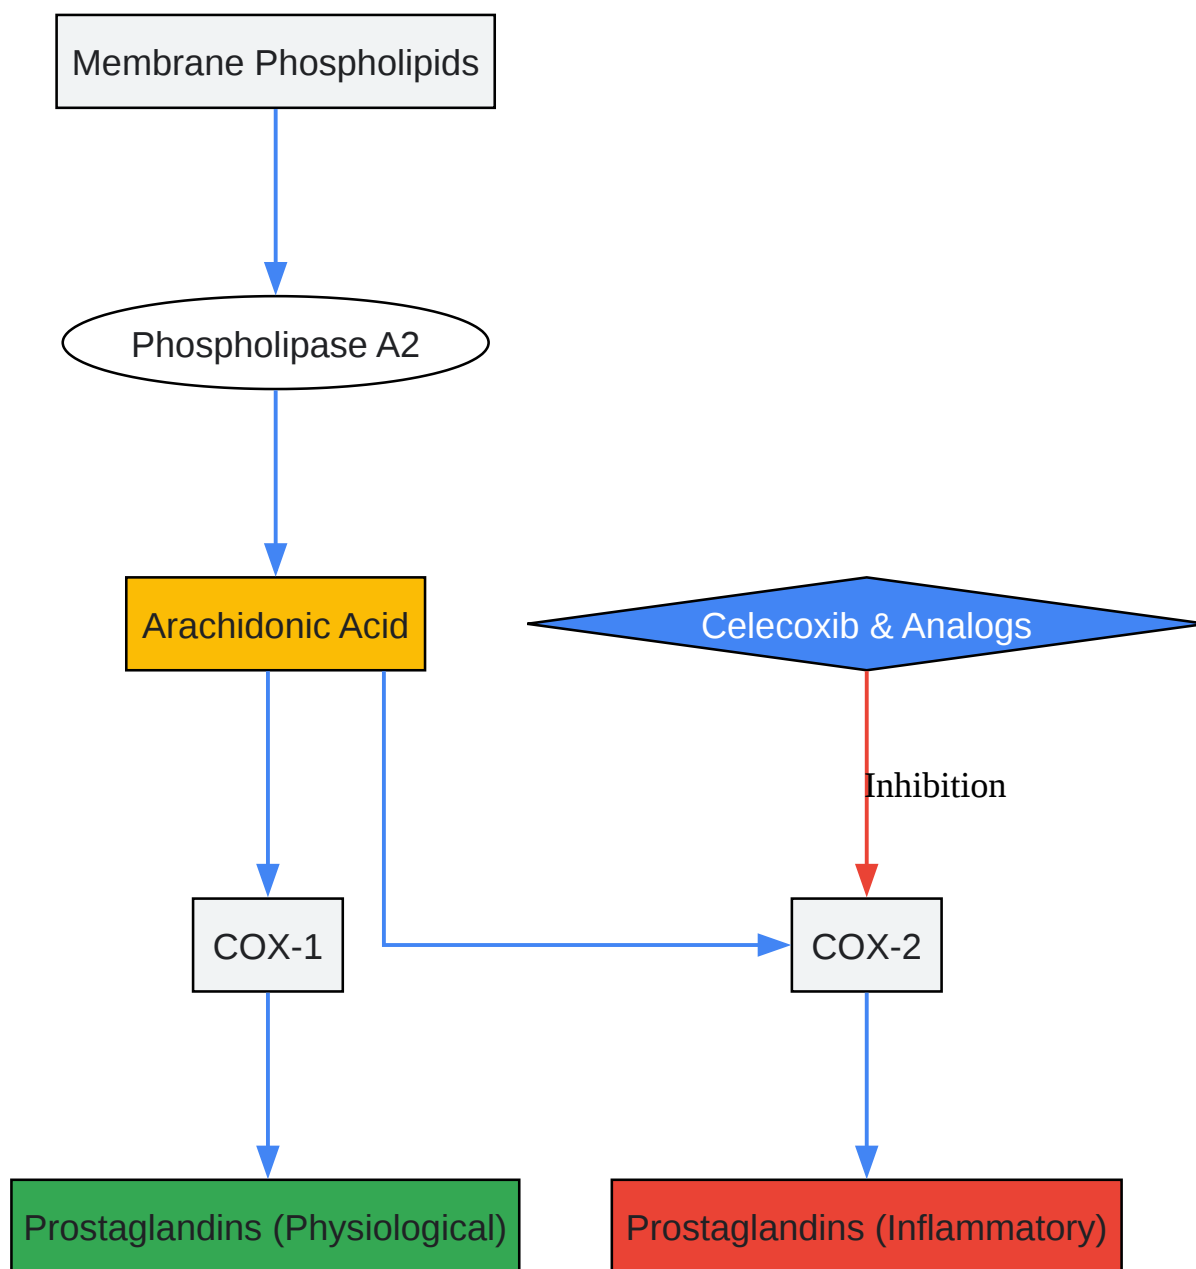 Membrane Phospholipids
Phospholipase A2
Arachidonic Acid
Celecoxib & Analogs
Inhibition
COX-1
COX-2
Prostaglandins (Physiological)
Prostaglandins (Inflammatory)